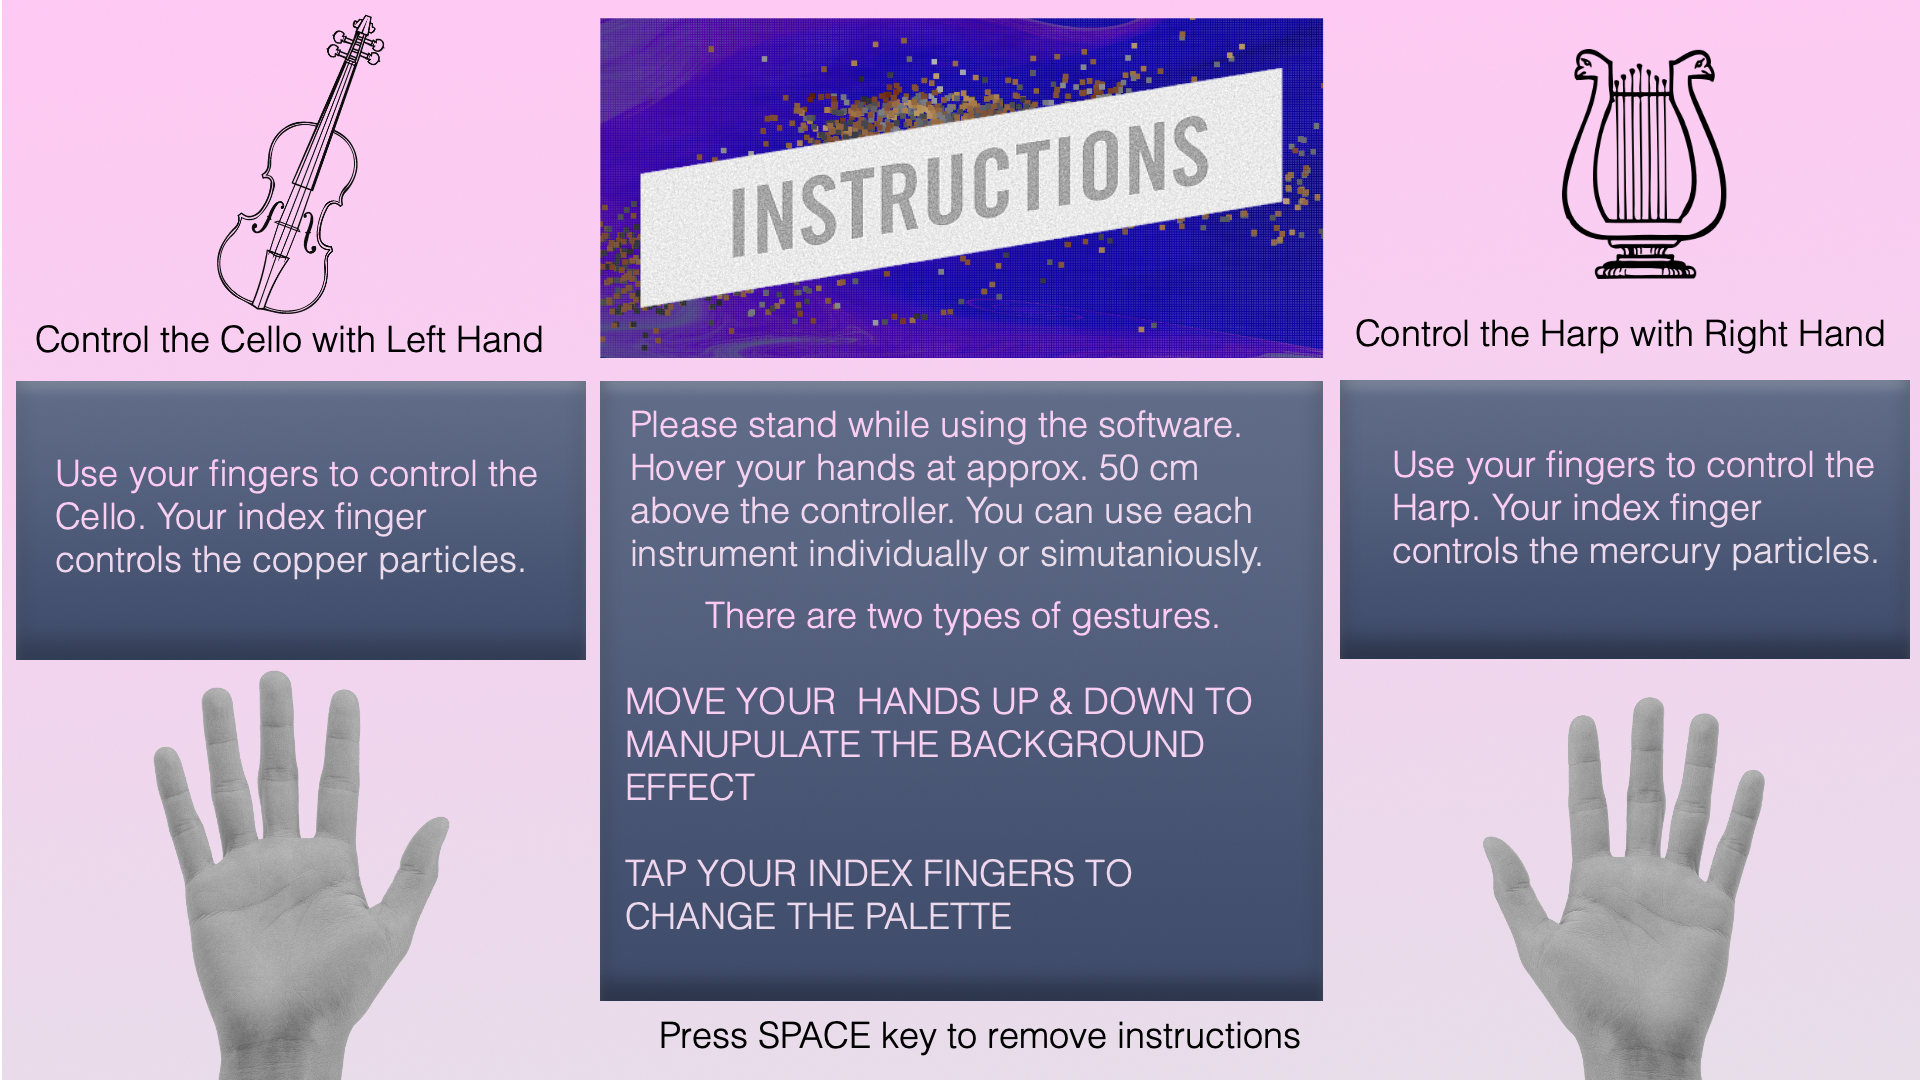 INSTRUCTIONS
Control the Cello with Left Hand
Control the Harp with Right Hand
Use your fingers to control the
Cello. Your index finger
controls the copper particles.
Please stand while using the software.
Hover your hands at approx. 50 cm
above the controller. You can use each
instrument individually or simutaniously.
There are two types of gestures.
MOVE YOUR  HANDS UP & DOWN TO
MANUPULATE THE BACKGROUND
EFFECT
TAP YOUR INDEX FINGERS TO
CHANGE THE PALETTE
Use your fingers to control the
Harp. Your index finger
controls the mercury particles.
Press SPACE key to remove instructions